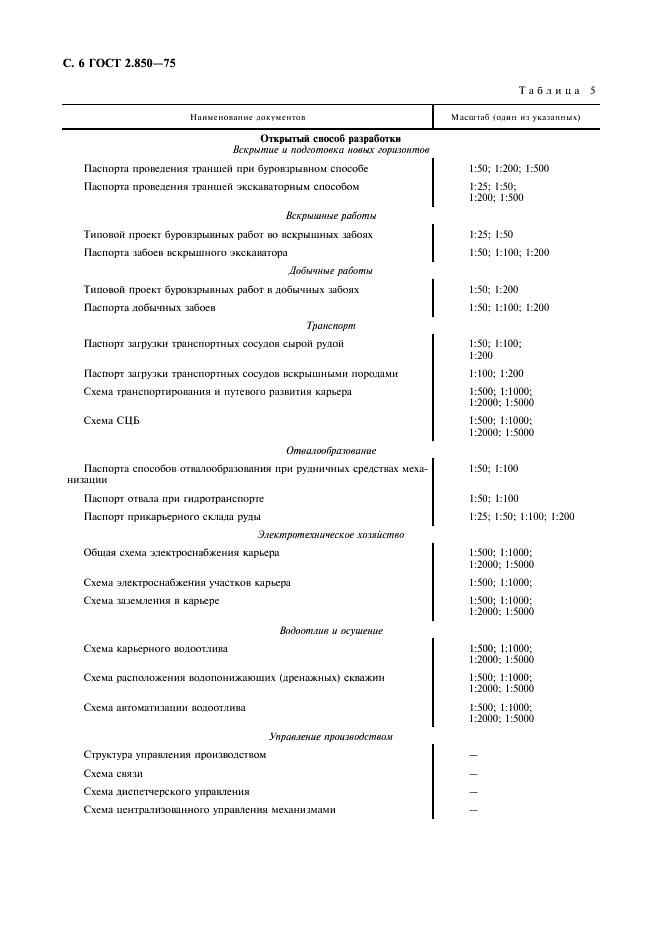 С. 6 ГОСТ 2.850—75
Таблица 5
Наименование документов Масштаб (один из указанных)
Открытый способ разработки
Вскрытие и подготовка новых горизонтов
Паспорта проведения траншей при буровзрывном способе 1:50; 1:200; 1:500
Паспорта проведения траншей экскаваторным способом 1:25; 1:50;
1:200; 1:500
Вскрышные работы
Типовой проект буровзрывных работ во вскрышных забоях 1:25; 1:50
Паспорта забоев вскрышного экскаватора 1:50; 1:100; 1:200
Добычные работы
Типовой проект буровзрывных работ в добычных забоях 1:50; 1:200
Паспорта добычных забоев 1:50; 1:100; 1:200
Транспорт
Паспорт загрузки транспортных сосудов сырой рудой 1:50; 1:100;
1:200
Паспорт загрузки транспортных сосудов вскрышными породами 1:100; 1:200
Схема транспортирования и путевого развития карьера 1:500; 1:1000;
1:2000; 1:5000
Схема СЦБ 1:500; 1:1000;
1:2000; 1:5000
Отвалообразование
Паспорта способов отвалообразования при рудничных средствах меха- 1:50; 1:100
низации
Паспорт отвала при гидротранспорте 1:50; 1:100
Паспорт прикарьерного склада руды 1:25; 1:50; 1:100; 1:200
Электротехническое хозяйство
Общая схема электроснабжения карьера 1:500; 1:1000;
1:2000; 1:5000
Схема электроснабжения участков карьера 1:500; 1:1000;
Схема заземления в карьере 1:500; 1:1000;
1:2000; 1:5000
Водоотлив и осушение
Схема карьерного водоотлива 1:500; 1:1000;
1:2000; 1:5000
Схема расположения водопонижающих (дренажных) скважин 1:500; 1:1000;
1:2000; 1:5000
Схема автоматизации водоотлива 1:500; 1:1000;
1:2000; 1:5000
Управление производством
Структура управления производством —
Схема связи —
Схема диспетчерского управления —
Схема централизованного управления механизмами —